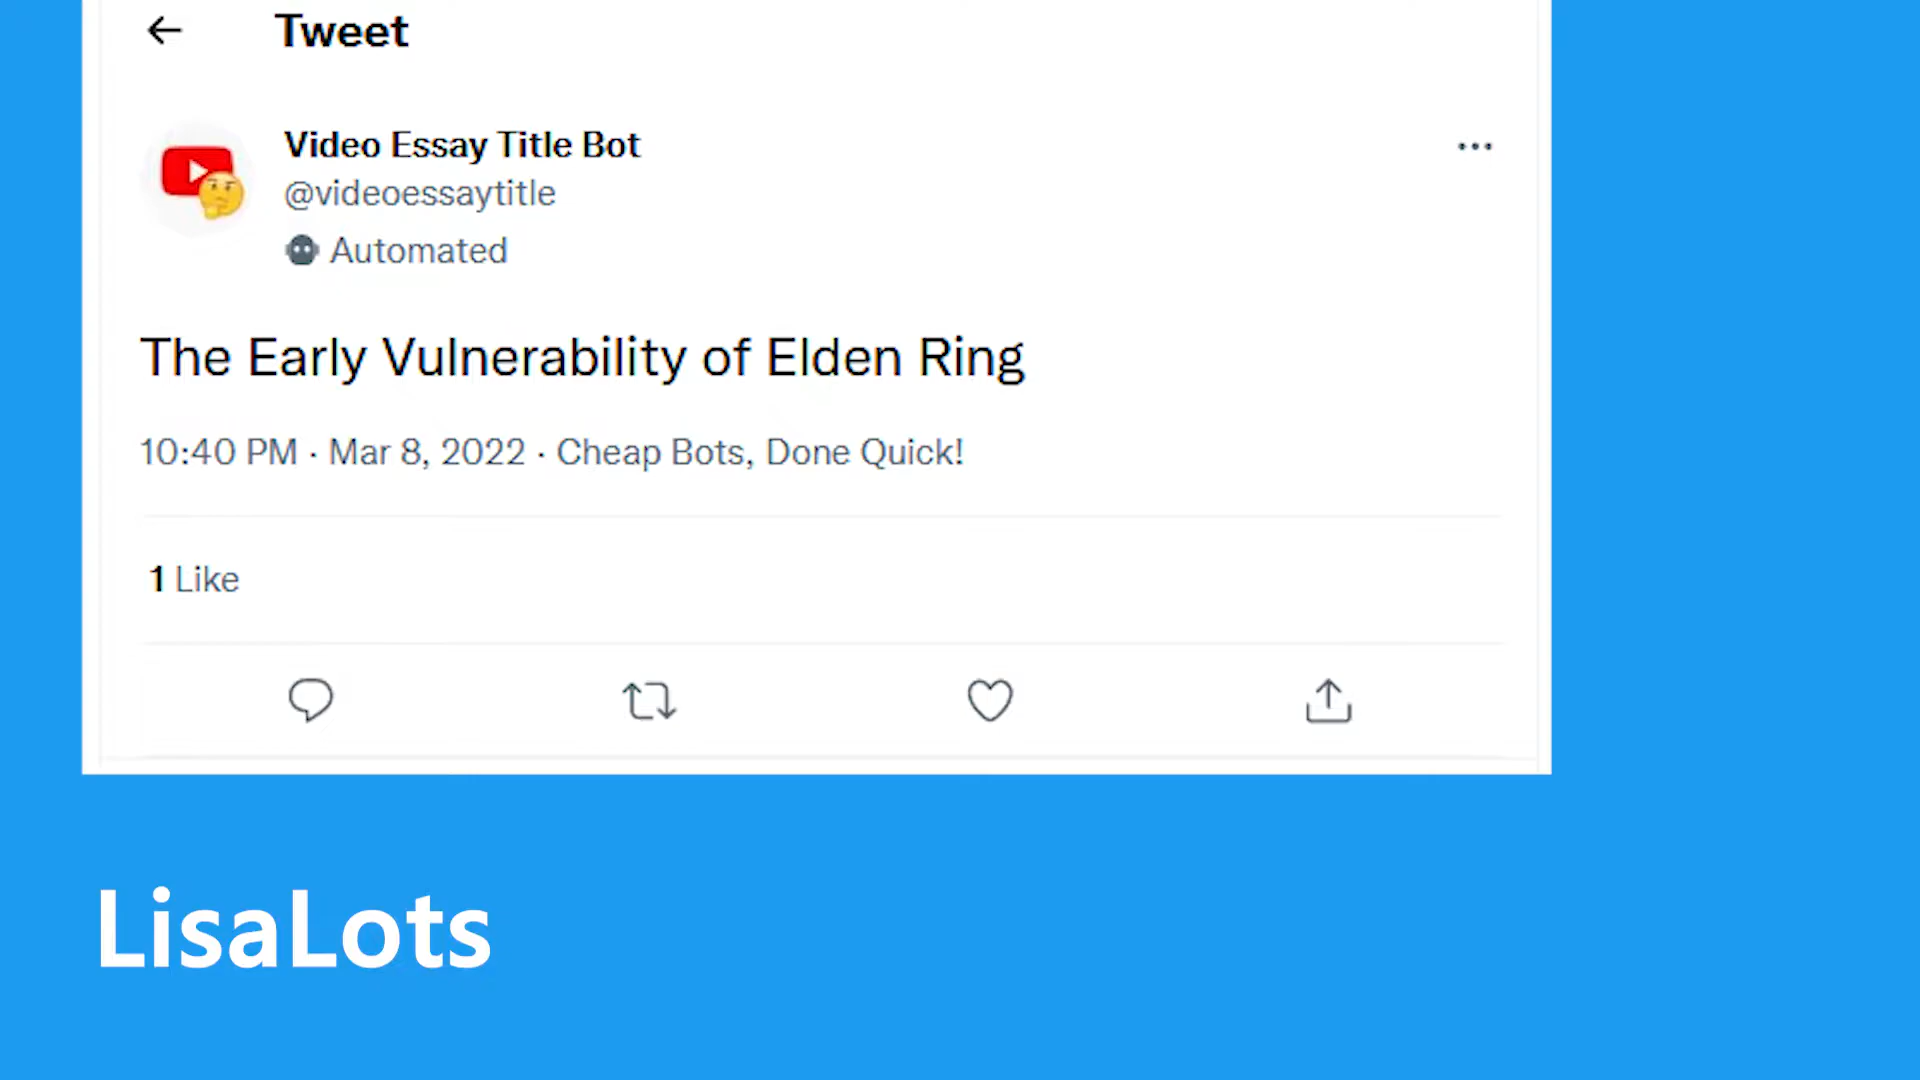 Tweet
Video Essay Title Bot
@videoessaytitle
Automated
The Early Vulnerability of Elden Ring
10:40 PM · Mar 8, 2022 · Cheap Bots, Done Quick!
1 Like
LisaLots